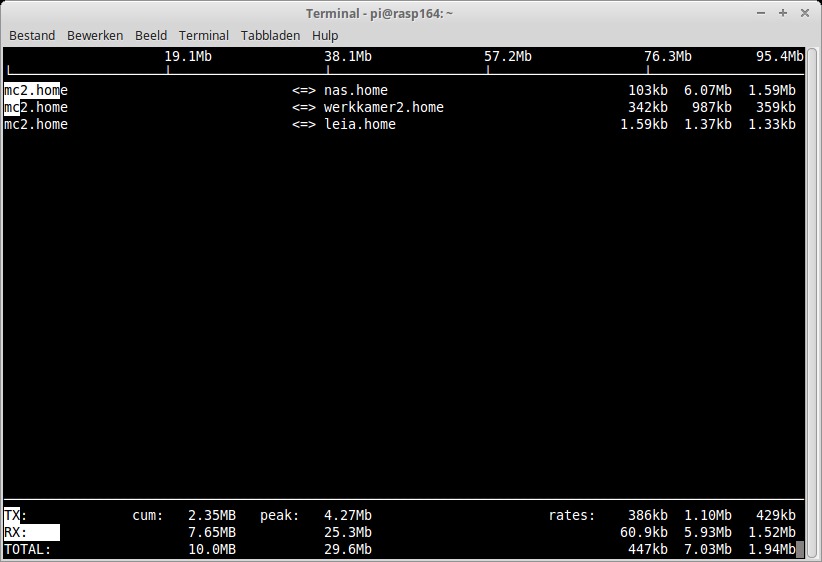 Terminal - pi@rasp164: ~
Bestand Bewerken Beeld Terminal Tabbladen Hulp
19.1Mb 38.1Mb 57.2Mb 76.3Mb 95.4Mb
mc2.home <=> nas.home 103kb 6.07Mb 1.59Mb
mc2.home <=> werkkamer2.home 342kb 987kb 359kb
mc2.home <=> leia.home 1.59kb 1.37kb 1.33kb
TX: cum: 2.35MB peak: 4.27Mb rates: 386kb 1.10Mb 429kb
RX: 7.65MB 25.3Mb 60.9kb 5.93Mb 1.52Mb
TOTAL: 10.0MB 29.6Mb 447kb 7.03Mb 1.94Mb